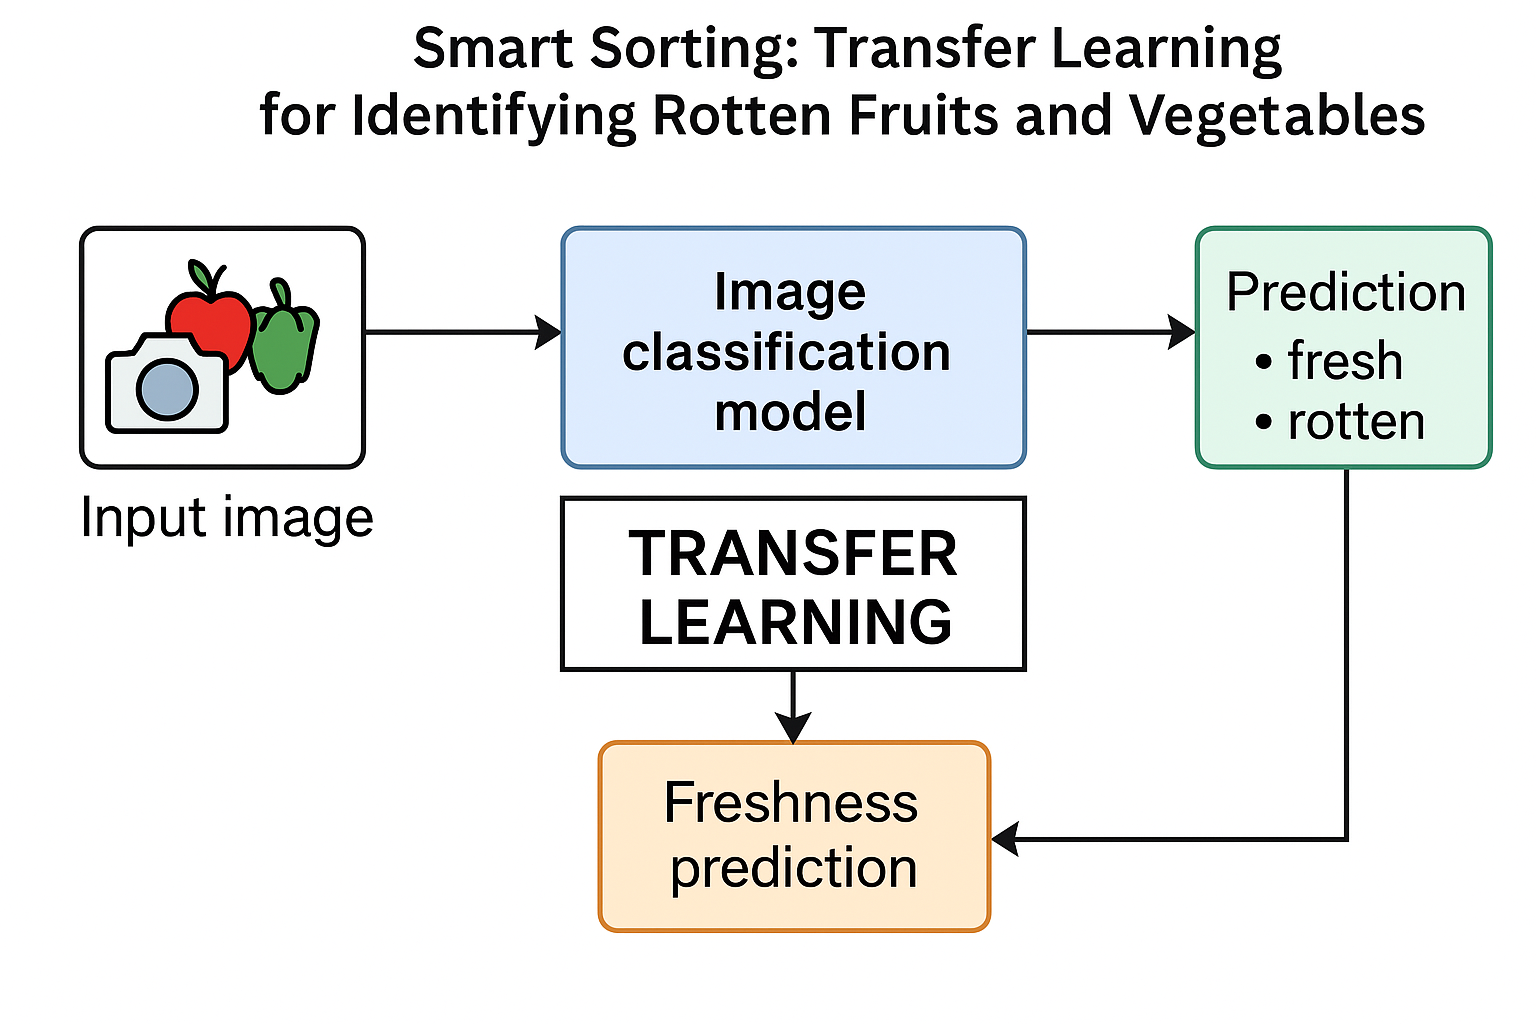 Smart Sorting: Transfer Learning
for Identifying Rotten Fruits and Vegetables
Input image
Image
classification
model
Prediction
• fresh
• rotten
TRANSFER
LEARNING
Freshness
prediction